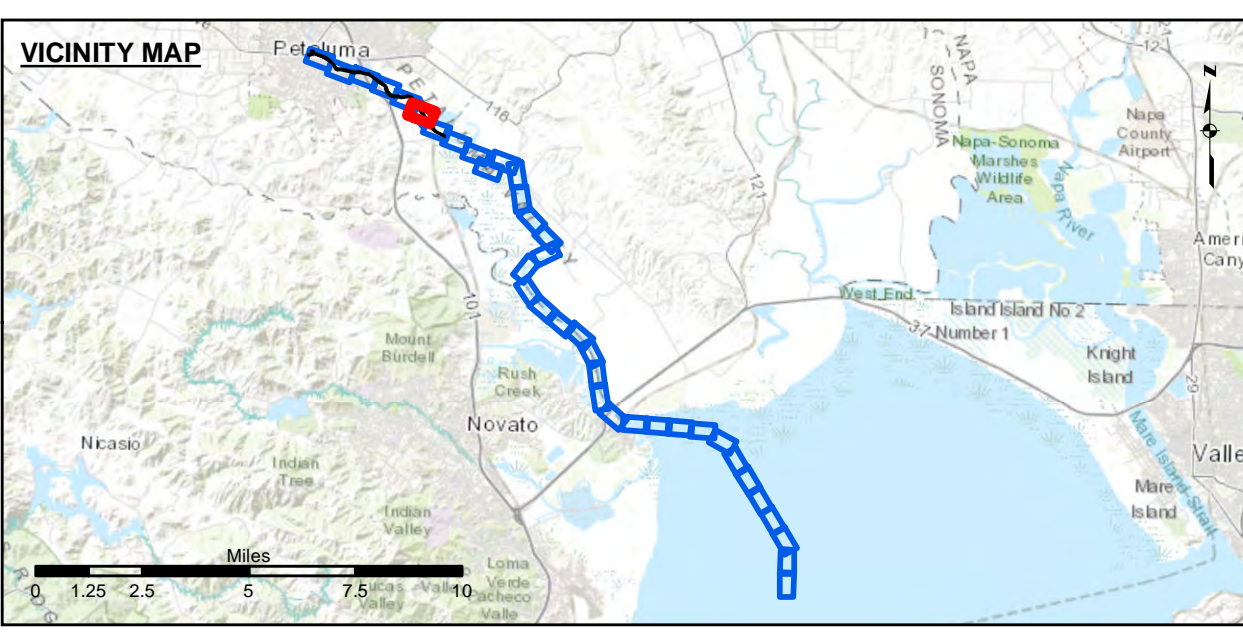 VICINITY MAP
Petaluma
NAPA
SONOMA
12
116
121
Napa
County
Airport
Napa-Sonoma
Marshes
Wildlife
Area
Napa River
Ameri
Cany
West End
Island Island No 2
Number 1
37
101
Mount
Burdell
Knight
Island
Rush
Creek
29
Novato
Nicasio
Valle
Indian
Tree
Mare
Island
Mare Island Strait
Indian
Valley
Miles
Loma
Verde
Pacheco
Valle
Lucas Valley
0 1.25 2.5 5 7.5 10